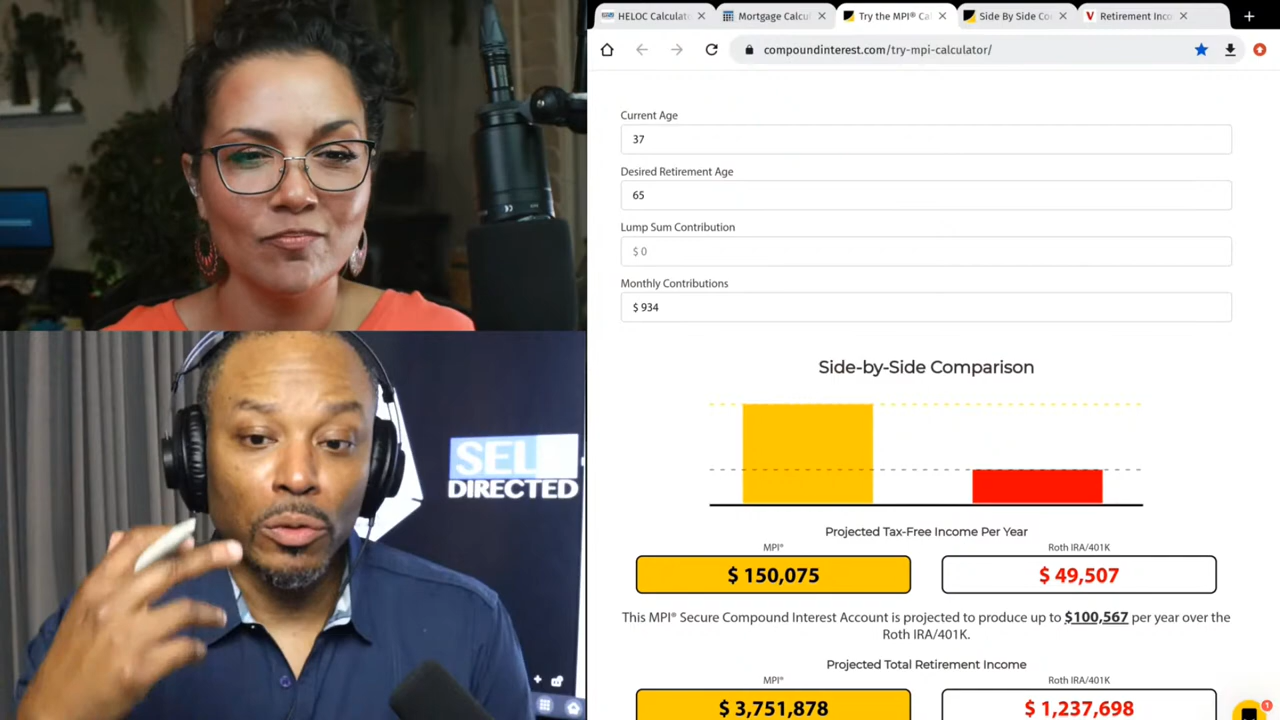 SEL
DIRECTED
HELOC Calculat
Mortgage Calcu
Try the MPI® Ca
Side By Side Co
Retirement Inco
compoundinterest.com/try-mpi-calculator/
Current Age
37
Desired Retirement Age
65
Lump Sum Contribution
$ 0
Monthly Contributions
$ 934
Side-by-Side Comparison
Projected Tax-Free Income Per Year
MPI®
Roth IRA/401K
$ 150,075
$ 49,507
This MPI® Secure Compound Interest Account is projected to produce up to $100,567 per year over the
Roth IRA/401K.
Projected Total Retirement Income
MPI®
Roth IRA/401K
$ 3,751,878
$ 1,237,698
1